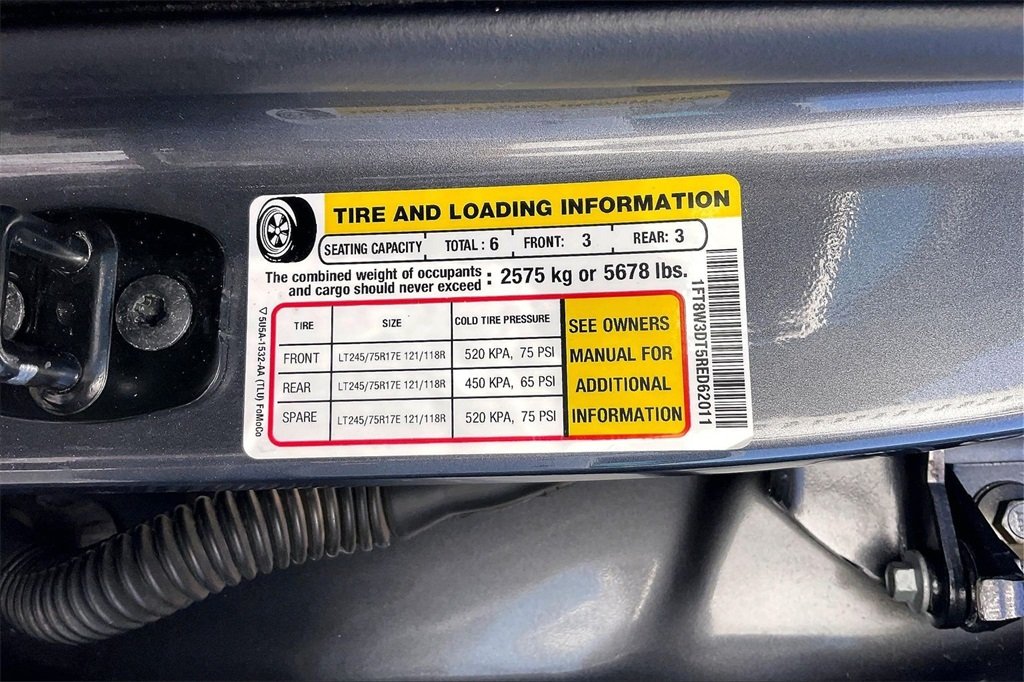 TIRE AND LOADING INFORMATION
SEATING CAPACITY TOTAL : 6 FRONT: 3 REAR: 3
The combined weight of occupants
and cargo should never exceed : 2575 kg or 5678 lbs.
TIRE SIZE COLD TIRE PRESSURE
FRONT LT245/75R17E 121/118R 520 KPA, 75 PSI
REAR LT245/75R17E 121/118R 450 KPA, 65 PSI
SPARE LT245/75R17E 121/118R 520 KPA, 75 PSI
SEE OWNERS
MANUAL FOR
ADDITIONAL
INFORMATION
1FT8W3DT5RED62011
▽ 5U5A-1532-AA (TLU) FoMoCo